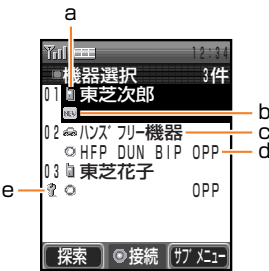 a
12:34
機器選択 3件
01 東芝次郎
NEW
b
02 ハンズフリー機器
c
HFP DUN BIP OPP
d
03 東芝花子
e
OPP
探索 接続 サブメニュー